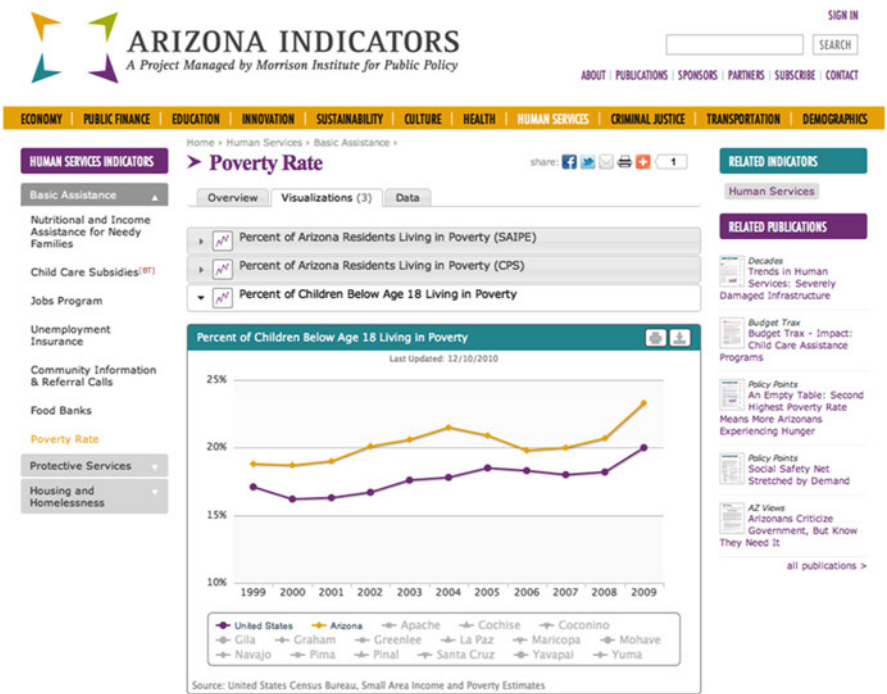 SIGN IN
ARIZONA INDICATORS
A Project Managed by Morrison Institute for Public Policy
SEARCH
ABOUT | PUBLICATIONS | SPONSORS | PARTNERS | SUBSCRIBE | CONTACT
ECONOMY | PUBLIC FINANCE | EDUCATION | INNOVATION | SUSTAINABILITY | CULTURE | HEALTH | HUMAN SERVICES | CRIMINAL JUSTICE | TRANSPORTATION | DEMOGRAPHICS
HUMAN SERVICES INDICATORS
Basic Assistance
Nutritional and Income
Assistance for Needy
Families
Child Care Subsidies[BT]
Jobs Program
Unemployment
Insurance
Community Information
& Referral Calls
Food Banks
Poverty Rate
Protective Services
Housing and
Homelessness
Home › Human Services › Basic Assistance ›
Poverty Rate
share: 1
Overview Visualizations (3) Data
Percent of Arizona Residents Living in Poverty (SAIPE)
Percent of Arizona Residents Living in Poverty (CPS)
Percent of Children Below Age 18 Living in Poverty
Percent of Children Below Age 18 Living in Poverty
Last Updated: 12/10/2010
25%
20%
15%
10%
1999 2000 2001 2002 2003 2004 2005 2006 2007 2008 2009
United States Arizona Apache Cochise Coconino
Gila Graham Greenlee La Paz Maricopa Mohave
Navajo Pima Pinal Santa Cruz Yavapai Yuma
Source: United States Census Bureau, Small Area Income and Poverty Estimates
RELATED INDICATORS
Human Services
RELATED PUBLICATIONS
Decades
Trends in Human
Services: Severely
Damaged Infrastructure
Budget Trax
Budget Trax - Impact:
Child Care Assistance
Programs
Policy Points
An Empty Table: Second
Highest Poverty Rate
Means More Arizonans
Experiencing Hunger
Policy Points
Social Safety Net
Stretched by Demand
AZ Views
Arizonans Criticize
Government, But Know
They Need It
all publications >